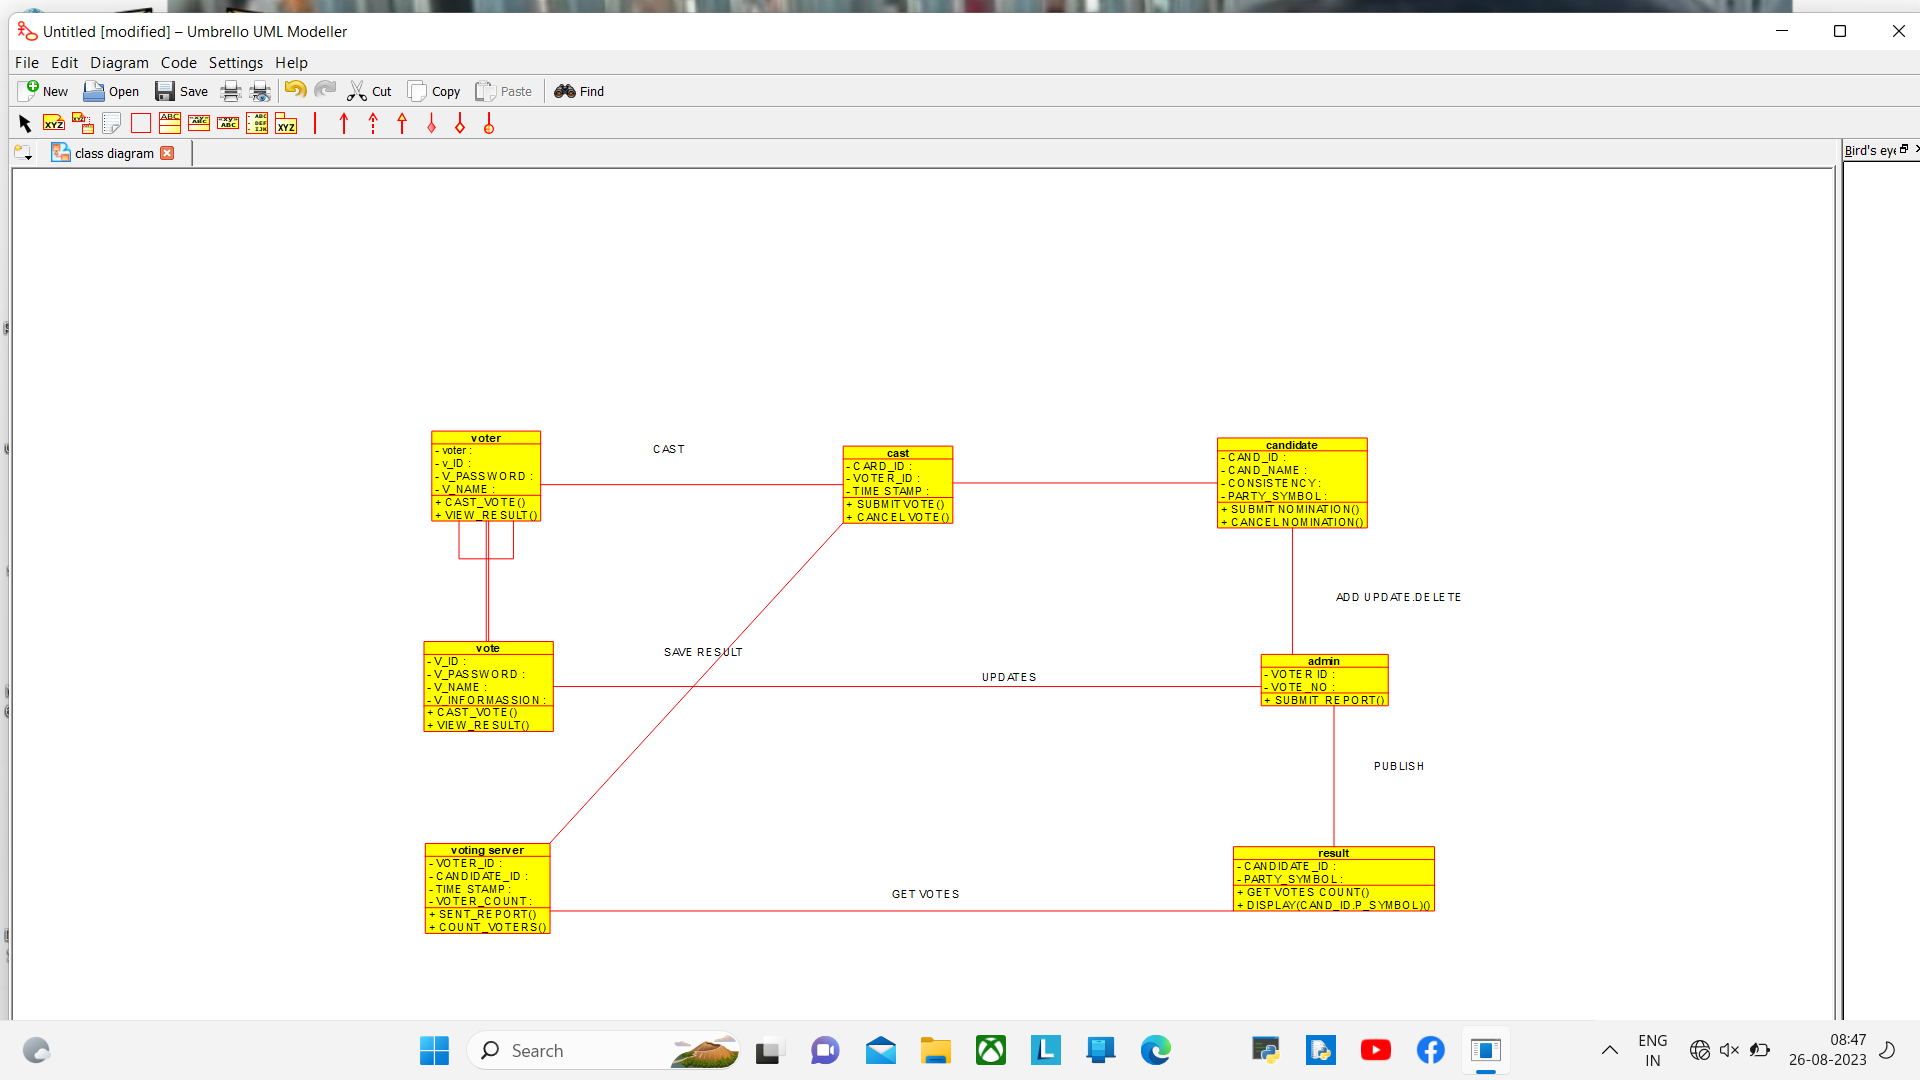 Untitled [modified] – Umbrello UML Modeller
File Edit Diagram Code Settings Help
New Open Save Cut Copy Paste Find
class diagram
Bird's eye
voter
- voter :
- v_ID :
- V_PASSWORD :
- V_NAME :
+ CAST_VOTE()
+ VIEW_RESULT()
CAST
cast
- CARD_ID :
- VOTER_ID :
- TIME STAMP :
+ SUBMIT VOTE()
+ CANCEL VOTE()
candidate
- CAND_ID :
- CAND_NAME :
- CONSISTENCY :
- PARTY_SYMBOL :
+ SUBMIT NOMINATION()
+ CANCEL NOMINATION()
ADD UPDATE.DELETE
vote
- V_ID :
- V_PASSWORD :
- V_NAME :
- V_INFORMASSION :
+ CAST_VOTE()
+ VIEW_RESULT()
SAVE RESULT
UPDATES
admin
- VOTER ID :
- VOTE_NO :
+ SUBMIT REPORT()
PUBLISH
voting server
- VOTER_ID :
- CANDIDATE_ID :
- TIME STAMP :
- VOTER_COUNT :
+ SENT_REPORT()
+ COUNT_VOTERS()
GET VOTES
result
- CANDIDATE_ID :
- PARTY_SYMBOL :
+ GET VOTES COUNT()
+ DISPLAY(CAND_ID.P_SYMBOL)()
Search
ENG
IN
08:47
26-08-2023